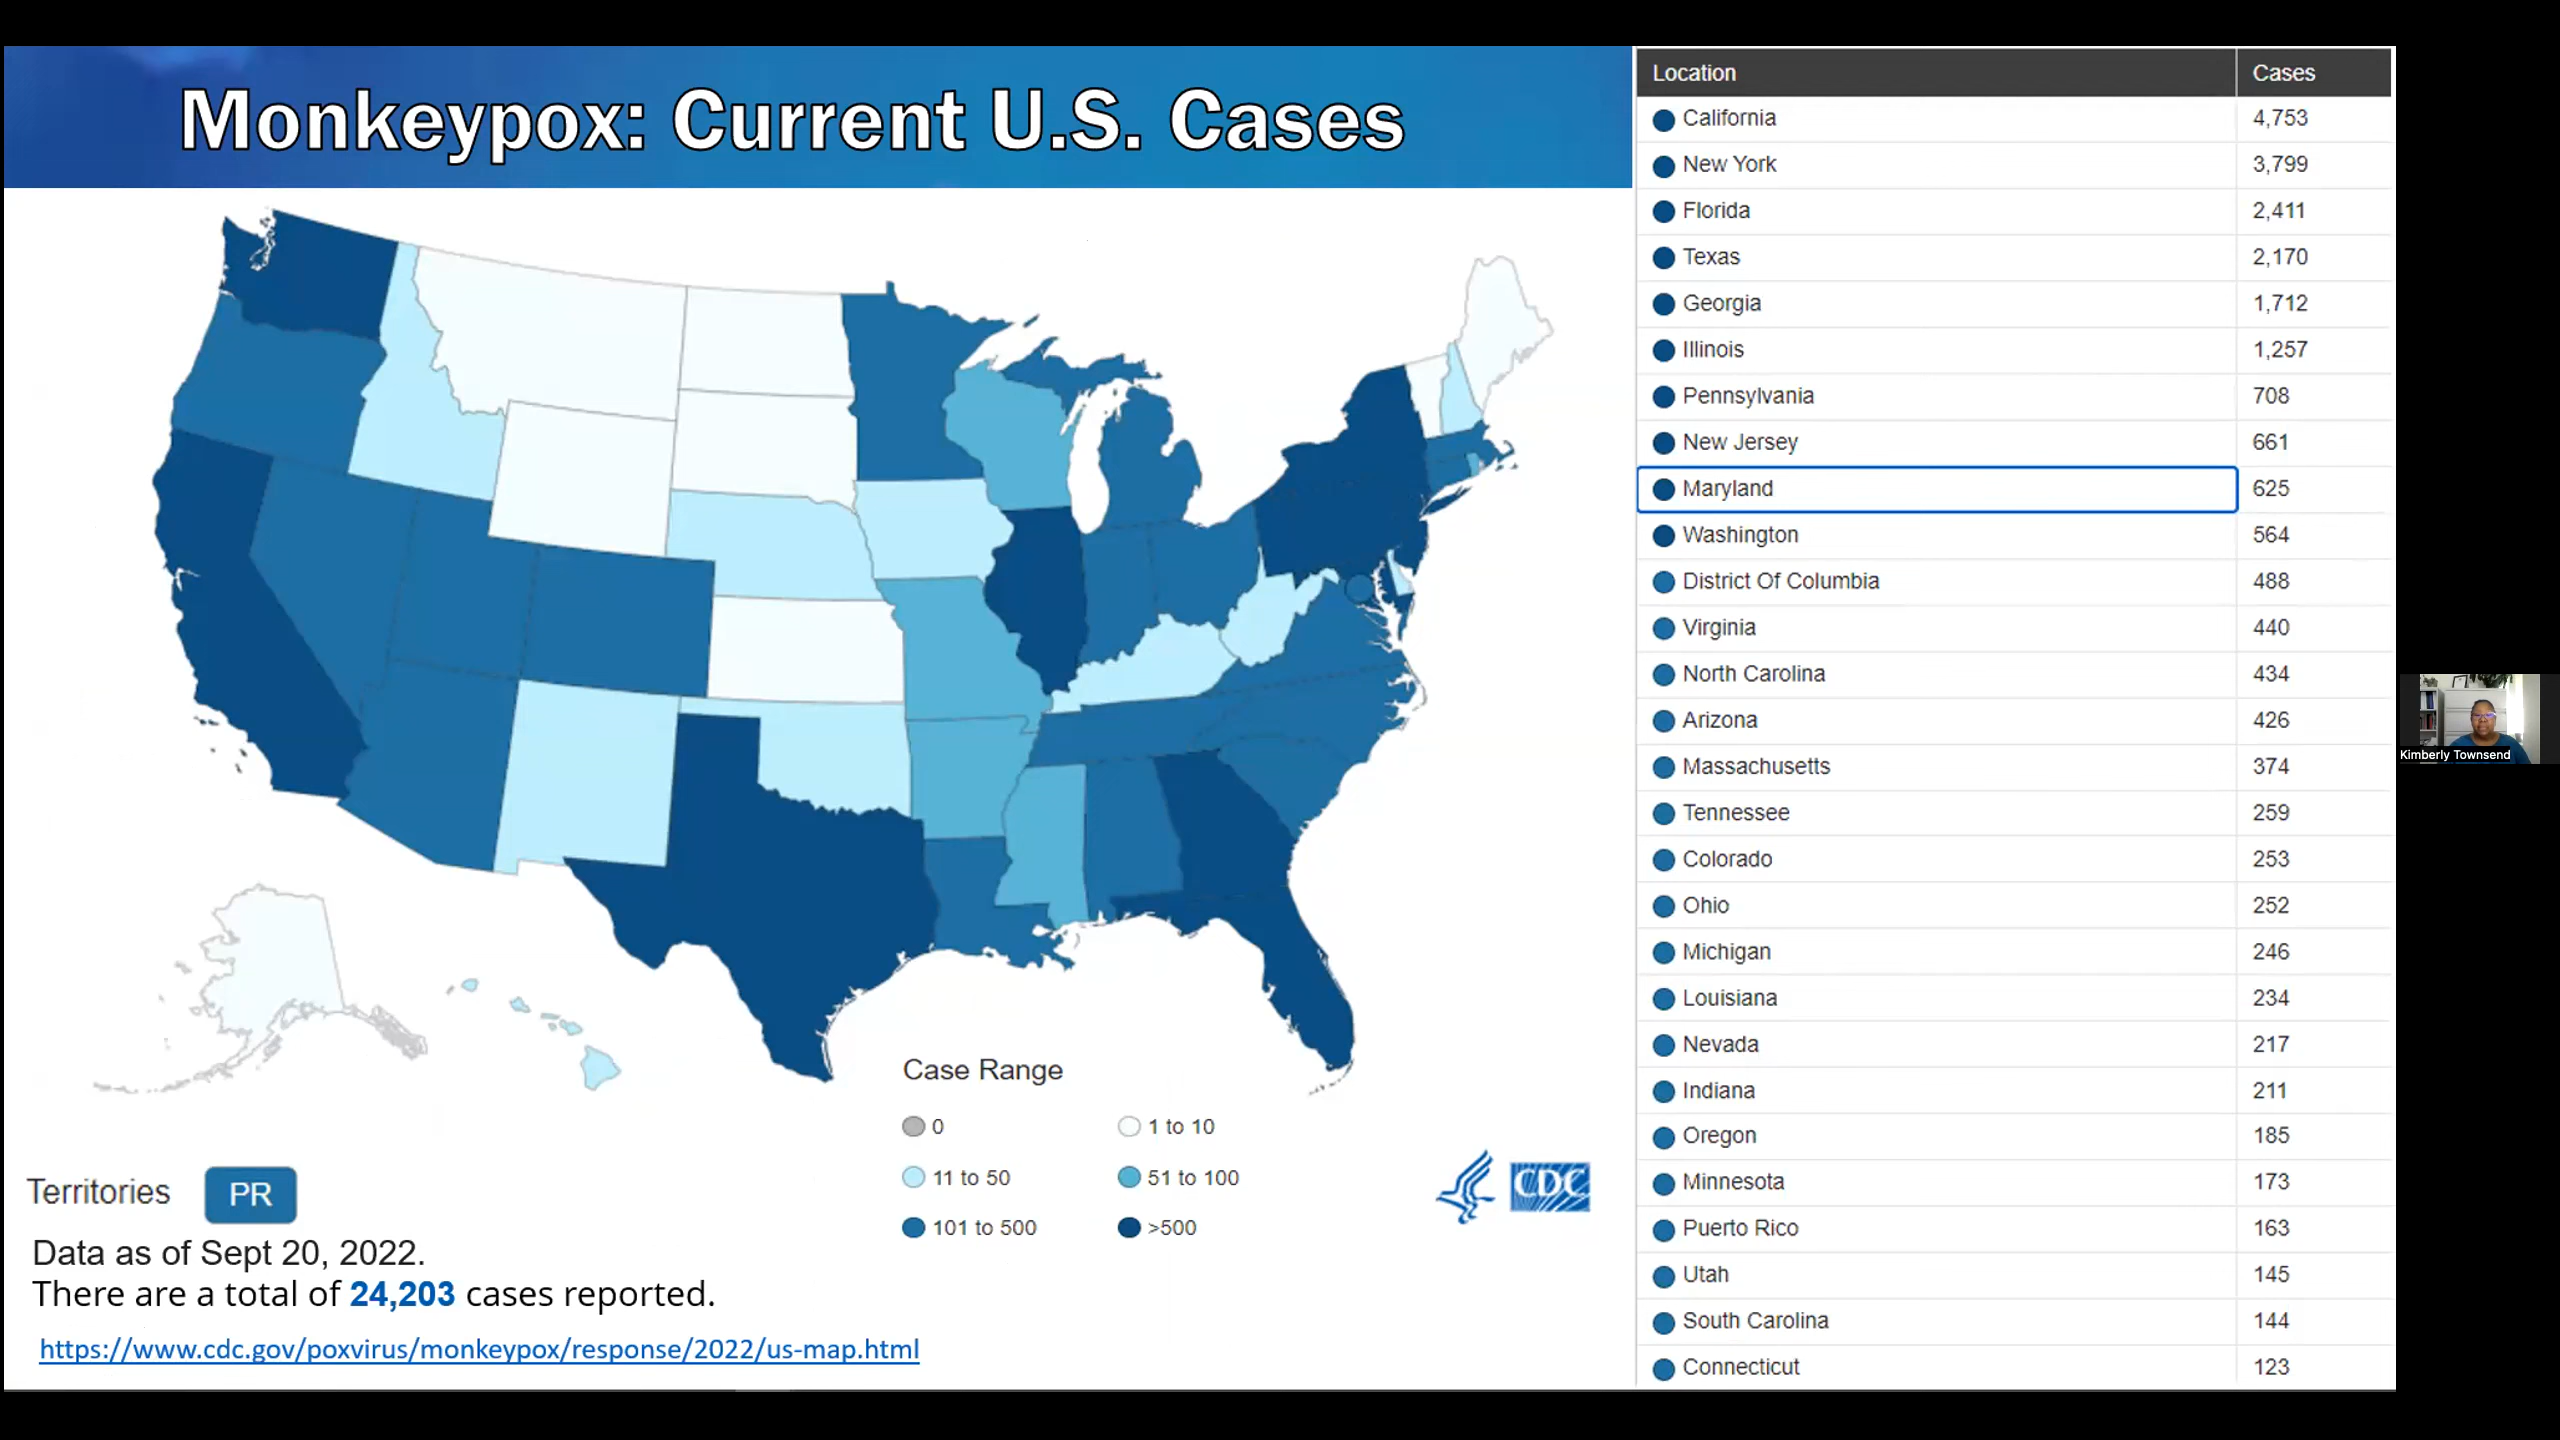 Monkeypox: Current U.S. Cases
Case Range
0
1 to 10
11 to 50
51 to 100
101 to 500
>500
CDC
Territories PR
Data as of Sept 20, 2022.
There are a total of 24,203 cases reported.
https://www.cdc.gov/poxvirus/monkeypox/response/2022/us-map.html
Location Cases
California 4,753
New York 3,799
Florida 2,411
Texas 2,170
Georgia 1,712
Illinois 1,257
Pennsylvania 708
New Jersey 661
Maryland 625
Washington 564
District Of Columbia 488
Virginia 440
North Carolina 434
Arizona 426
Massachusetts 374
Tennessee 259
Colorado 253
Ohio 252
Michigan 246
Louisiana 234
Nevada 217
Indiana 211
Oregon 185
Minnesota 173
Puerto Rico 163
Utah 145
South Carolina 144
Connecticut 123
Kimberly Townsend